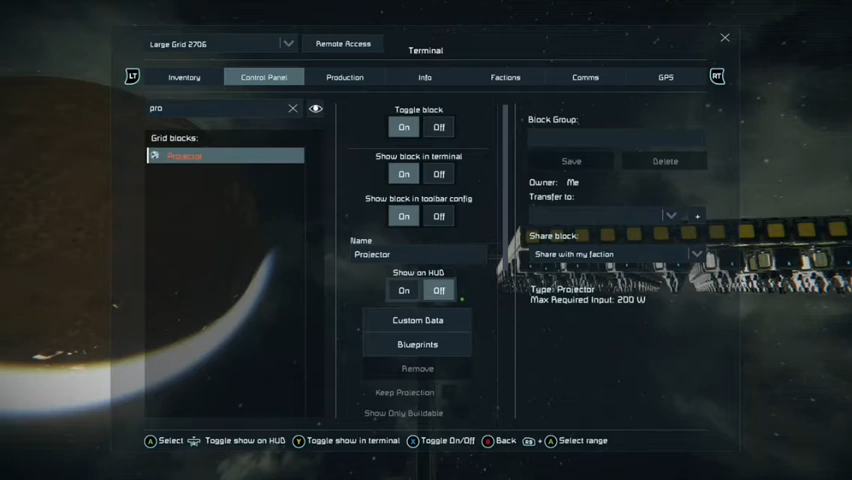 Large Grid 2706
Remote Access
Terminal
LT
Inventory
Control Panel
Production
Info
Factions
Comms
GPS
RT
pro
Grid blocks:
Projector
Toggle block
On Off
Show block in terminal
On Off
Show block in toolbar config
On Off
Name
Projector
Show on HUD
On Off
Custom Data
Blueprints
Remove
Keep Projection
Show Only Buildable
Block Group:
Save Delete
Owner: Me
Transfer to:
+
Share block:
Share with my faction
Type: Projector
Max Required Input: 200 W
A Select Toggle show on HUD Y Toggle show in terminal X Toggle On/Off B Back RB + A Select range